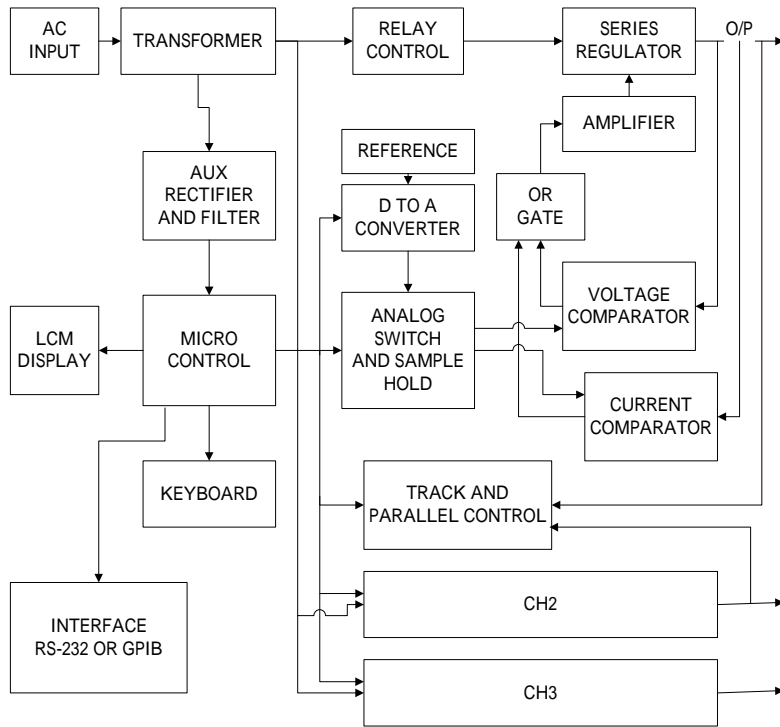 AC
INPUT
TRANSFORMER
RELAY
CONTROL
SERIES
REGULATOR
O/P
AMPLIFIER
REFERENCE
AUX
RECTIFIER
AND FILTER
D TO A
CONVERTER
OR
GATE
LCM
DISPLAY
MICRO
CONTROL
ANALOG
SWITCH
AND SAMPLE
HOLD
VOLTAGE
COMPARATOR
CURRENT
COMPARATOR
KEYBOARD
TRACK AND
PARALLEL CONTROL
INTERFACE
RS-232 OR GPIB
CH2
CH3